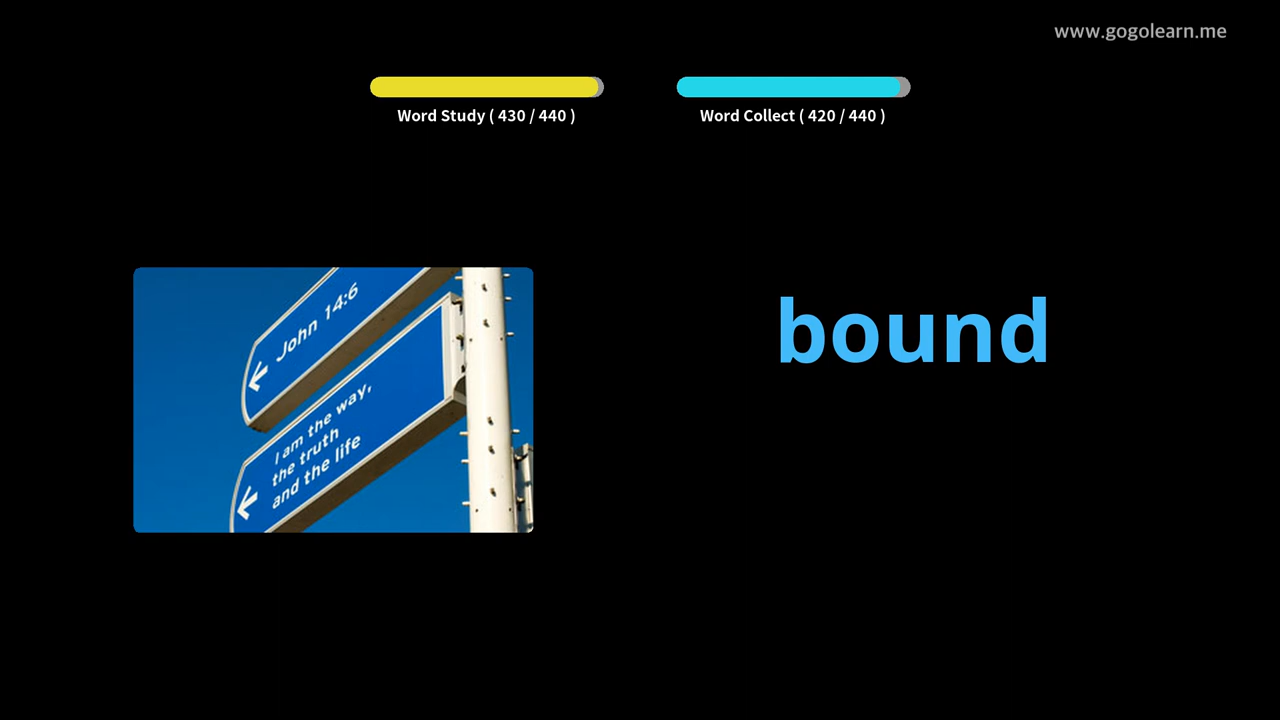 www.gogolearn.me
Word Study ( 430 / 440 )
Word Collect ( 420 / 440 )
John 14:6
I am the way,
the truth
and the life
bound